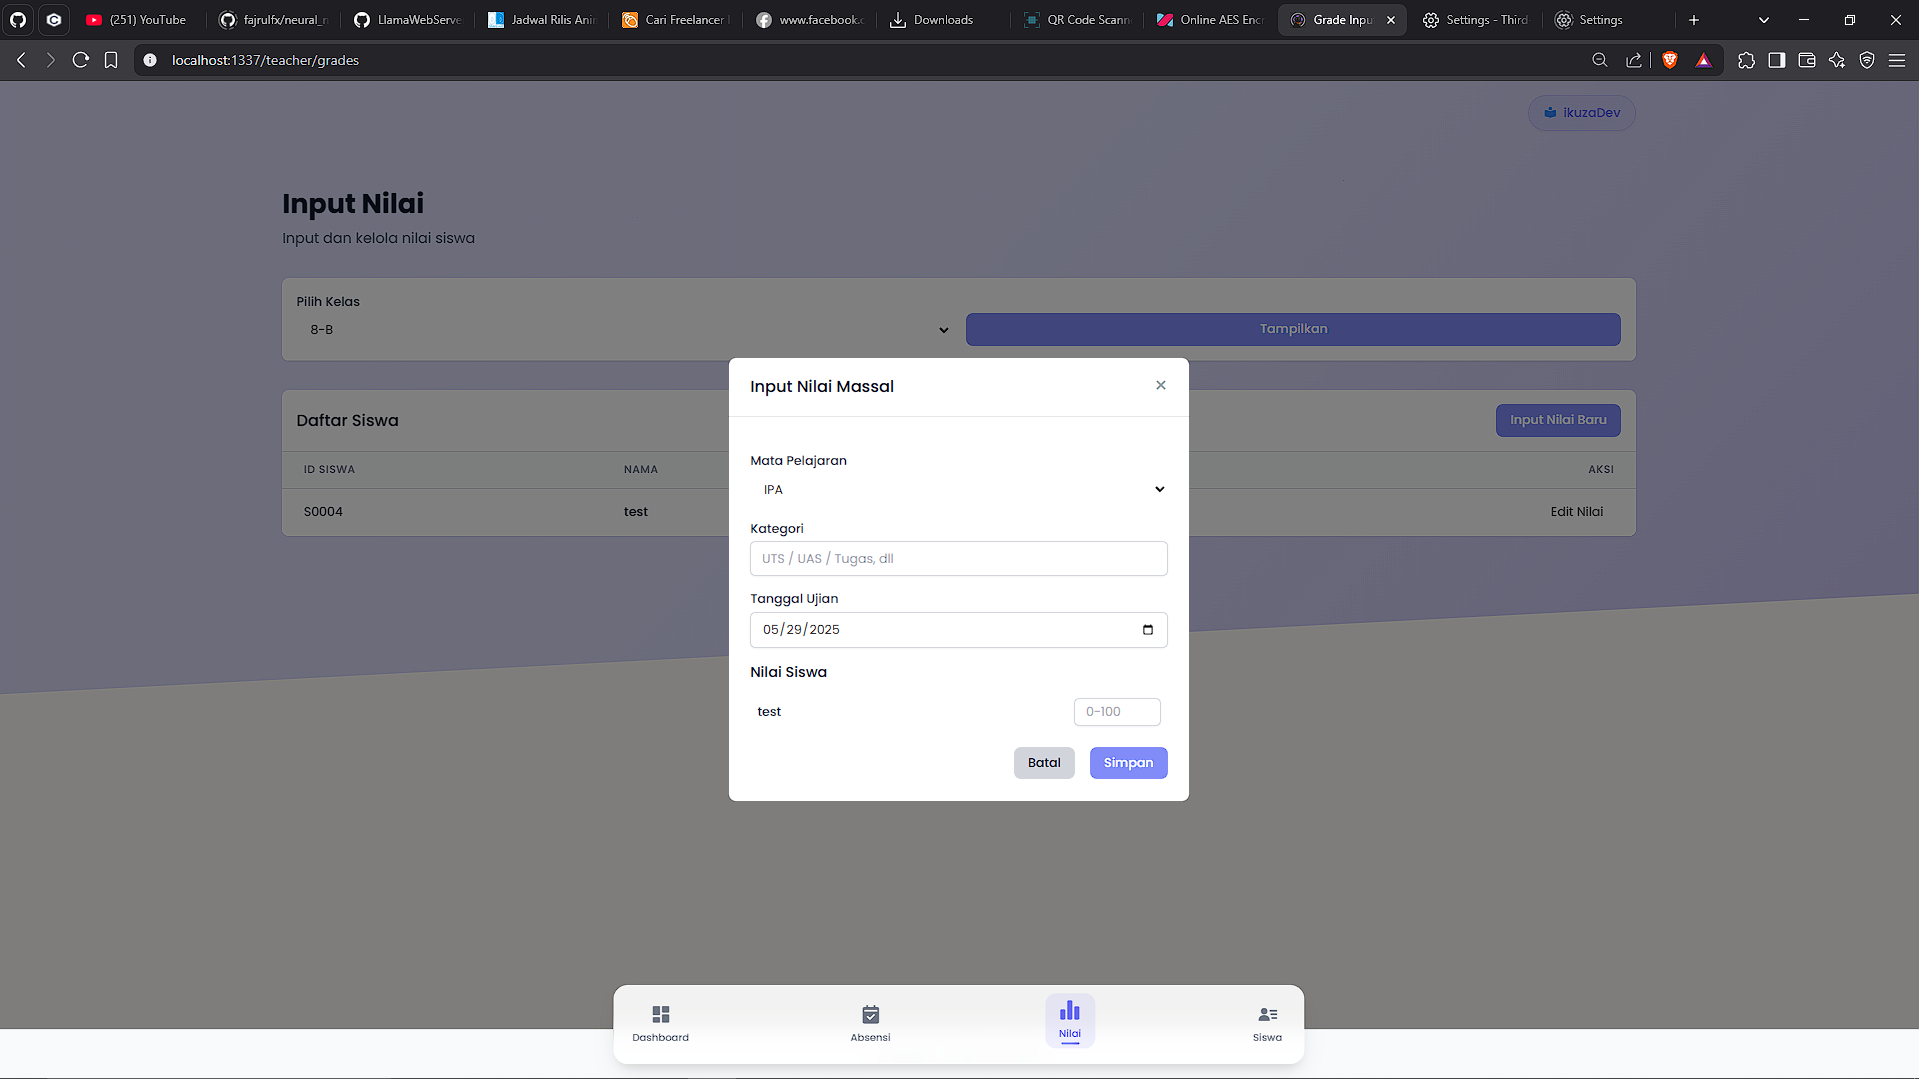 (251) YouTube
fajrulfx/neural_n
LlamaWebServe
Jadwal Rilis Ani
Cari Freelancer
www.facebook.c
Downloads
QR Code Scann
Online AES Encr
Grade Inpu
Settings - Third
Settings
localhost:1337/teacher/grades
ikuzaDev
Input Nilai
Input dan kelola nilai siswa
Pilih Kelas
8-B
Tampilkan
Daftar Siswa
Input Nilai Baru
ID SISWA
NAMA
AKSI
S0004
test
Edit Nilai
Input Nilai Massal
Mata Pelajaran
IPA
Kategori
UTS / UAS / Tugas, dll
Tanggal Ujian
05/29/2025
Nilai Siswa
test
0-100
Batal
Simpan
Dashboard
Absensi
Nilai
Siswa